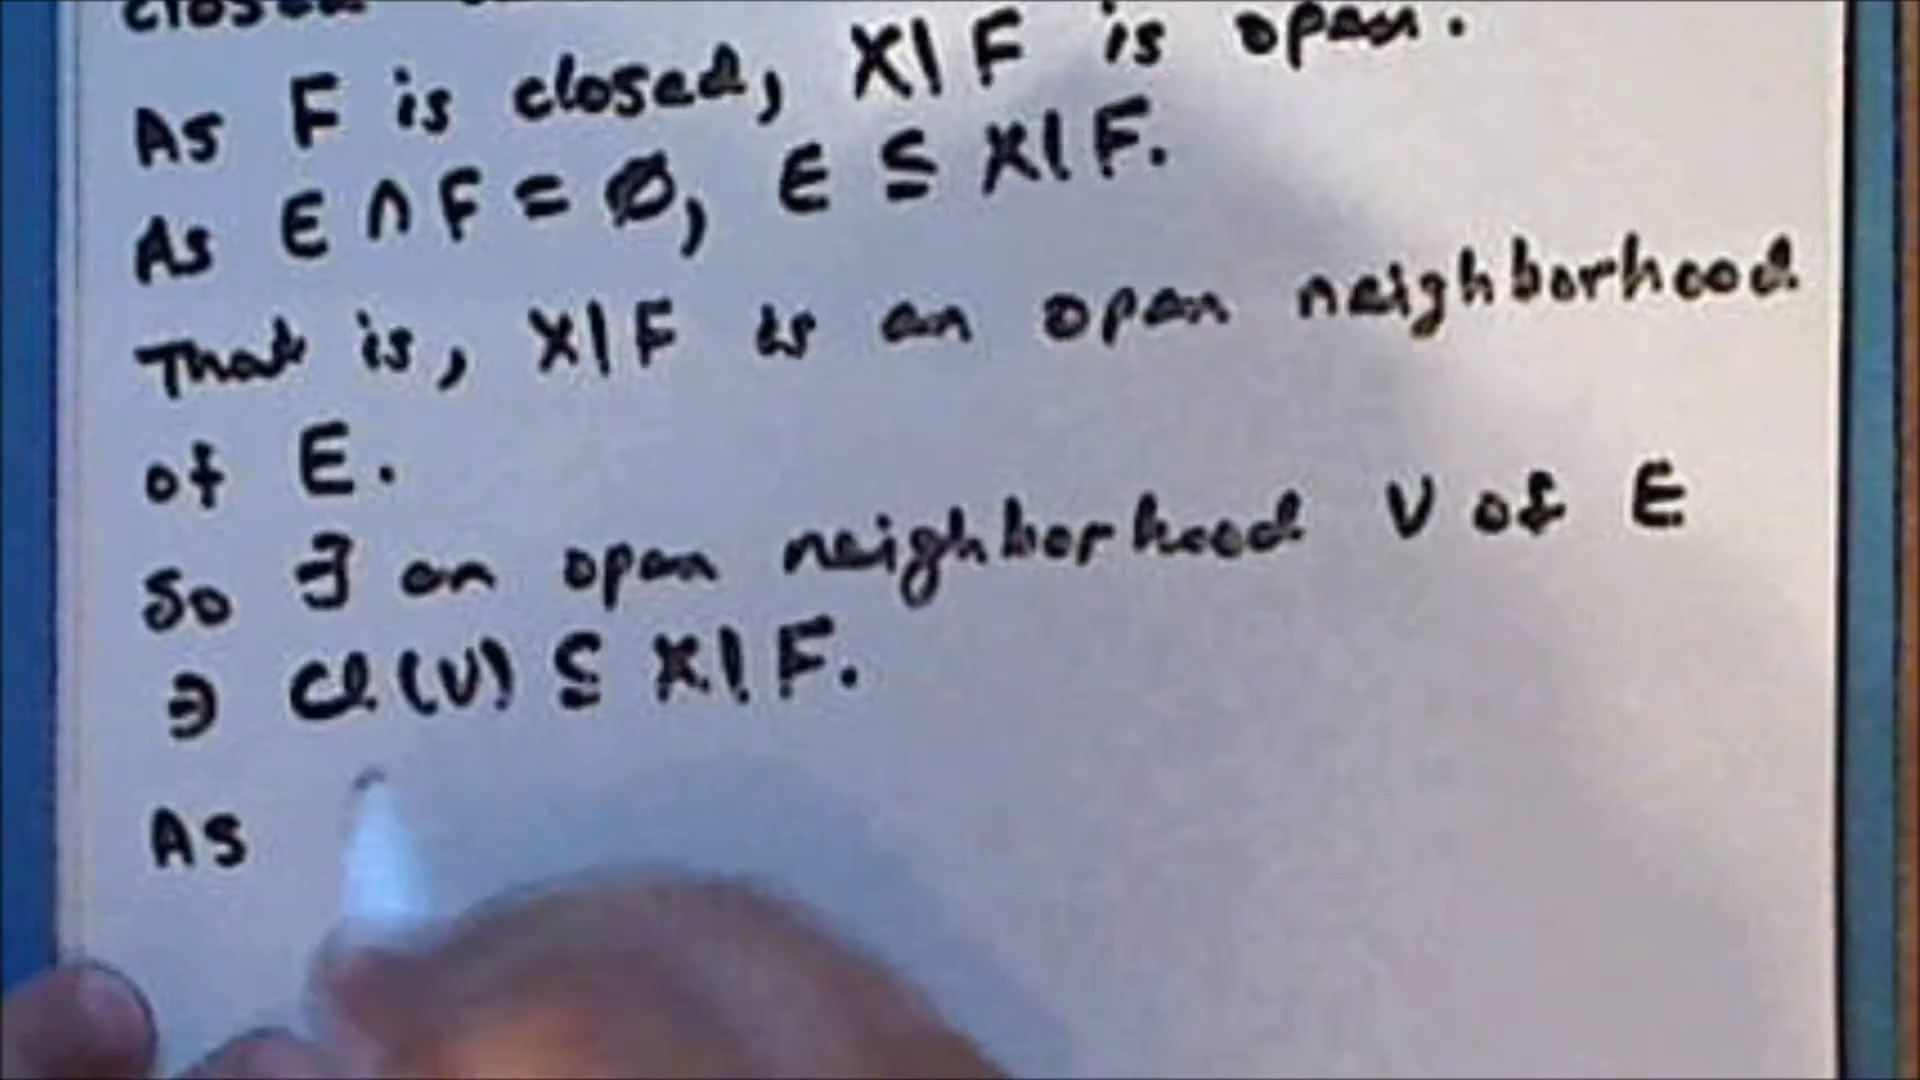 closed
As F is closed, X\F is open.
As E ∩ F = ∅, E ⊆ X\F.
That is, X\F is an open neighborhood
of E.
So ∃ an open neighborhood V of E
∋ Cl(V) ⊆ X\F.
As